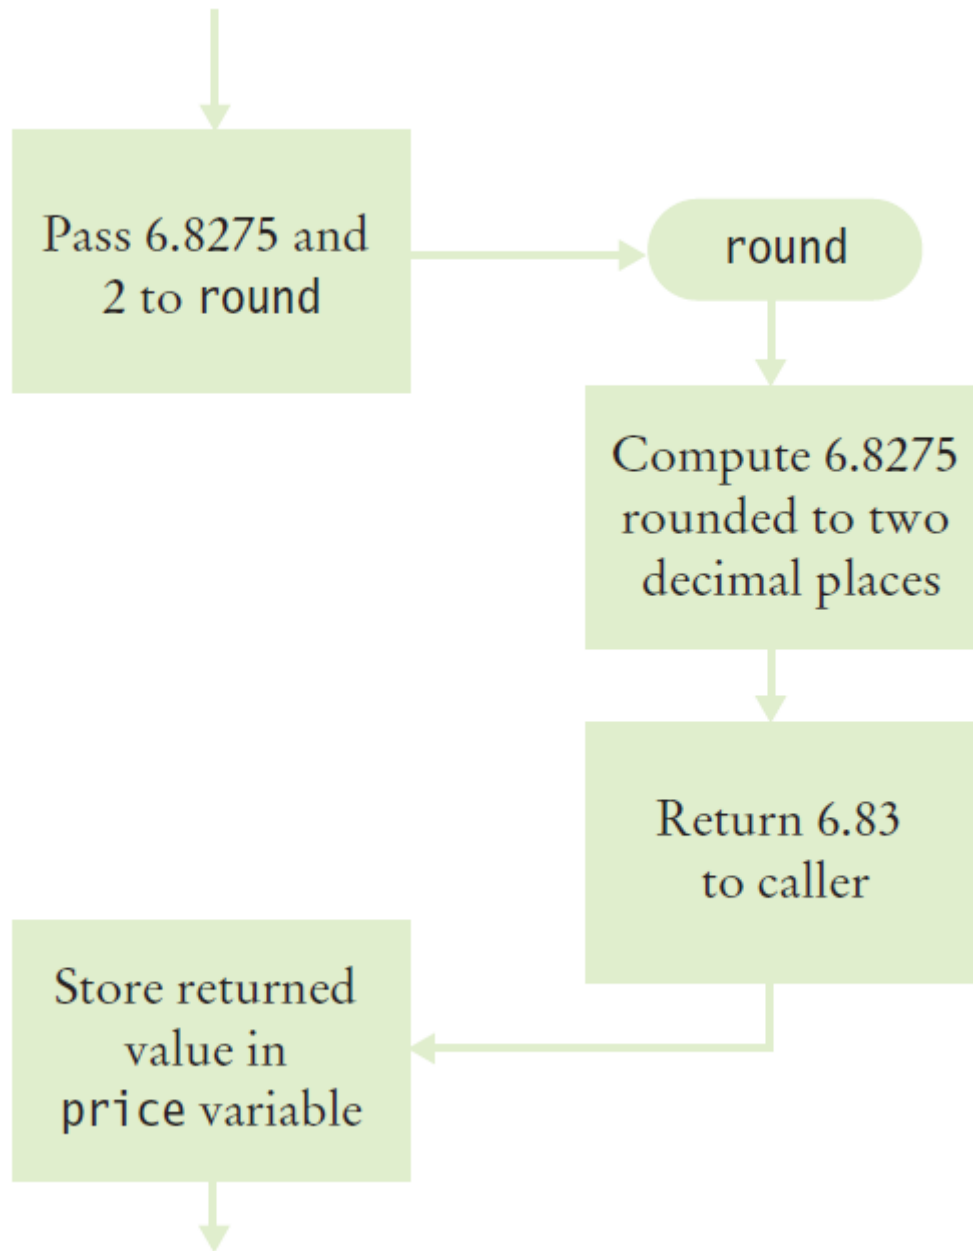 Pass 6.8275 and
2 to round
round
Compute 6.8275
rounded to two
decimal places
Return 6.83
to caller
Store returned
value in
price variable